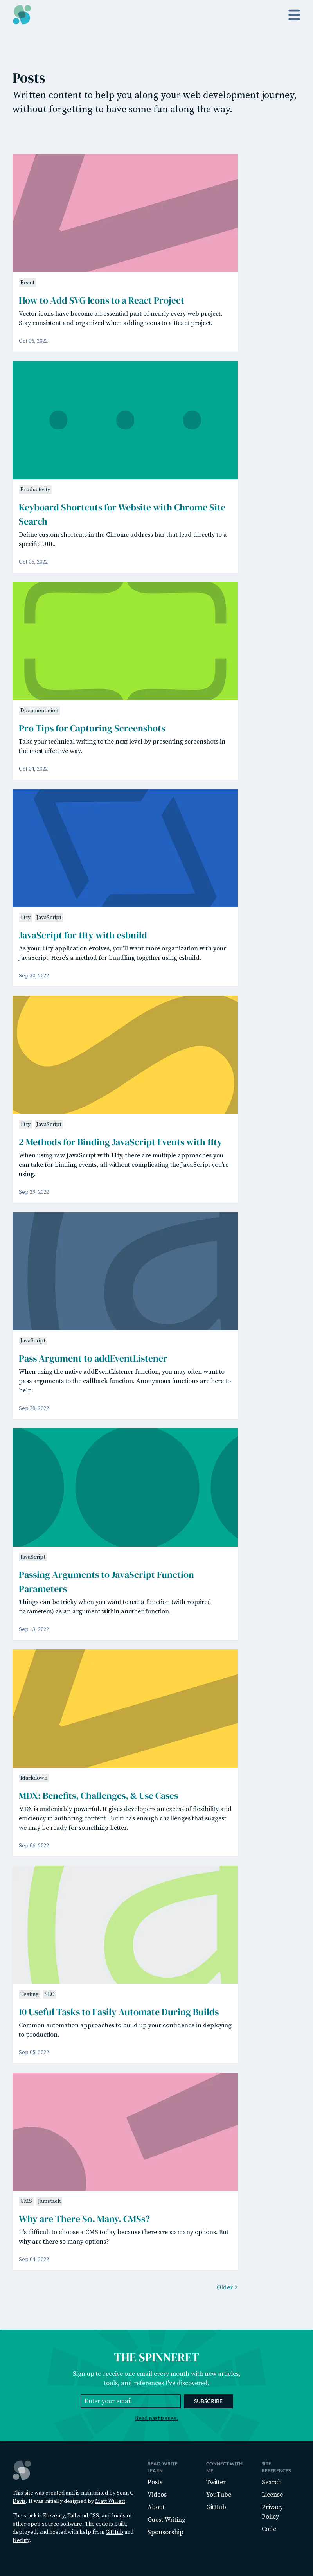 Posts
Written content to help you along your web development journey,
without forgetting to have some fun along the way.
React
How to Add SVG Icons to a React Project
Vector icons have become an essential part of nearly every web project.
Stay consistent and organized when adding icons to a React project.
Oct 06, 2022
Productivity
Keyboard Shortcuts for Website with Chrome Site
Search
Define custom shortcuts in the Chrome address bar that lead directly to a
specific URL.
Oct 06, 2022
Documentation
Pro Tips for Capturing Screenshots
Take your technical writing to the next level by presenting screenshots in
the most effective way.
Oct 04, 2022
11ty JavaScript
JavaScript for 11ty with esbuild
As your 11ty application evolves, you'll want more organization with your
JavaScript. Here's a method for bundling together using esbuild.
Sep 30, 2022
11ty JavaScript
2 Methods for Binding JavaScript Events with 11ty
When using raw JavaScript with 11ty, there are multiple approaches you
can take for binding events, all without complicating the JavaScript you're
using.
Sep 29, 2022
JavaScript
Pass Argument to addEventListener
When using the native addEventListener function, you may often want to
pass arguments to the callback function. Anonymous functions are here to
help.
Sep 28, 2022
JavaScript
Passing Arguments to JavaScript Function
Parameters
Things can be tricky when you want to use a function (with required
parameters) as an argument within another function.
Sep 13, 2022
Markdown
MDX: Benefits, Challenges, & Use Cases
MDX is undeniably powerful. It gives developers an excess of flexibility and
efficiency in authoring content. But it has enough challenges that suggest
we may be ready for something better.
Sep 06, 2022
Testing SEO
10 Useful Tasks to Easily Automate During Builds
Common automation approaches to build up your confidence in deploying
to production.
Sep 05, 2022
CMS Jamstack
Why are There So. Many. CMSs?
It's difficult to choose a CMS today because there are so many options. But
why are there so many options?
Sep 04, 2022
Older >
THE SPINNERET
Sign up to receive one email every month with new articles,
tools, and references I've discovered.
Enter your email SUBSCRIBE
Read past issues.
This site was created and is maintained by Sean C
Davis. It was initially designed by Matt Willett.
The stack is Eleventy, Tailwind CSS, and loads of
other open-source software. The code is built,
deployed, and hosted with help from GitHub and
Netlify.
READ, WRITE,
LEARN
Posts
Videos
About
Guest Writing
Sponsorship
CONNECT WITH
ME
Twitter
YouTube
GitHub
SITE
REFERENCES
Search
License
Privacy
Policy
Code